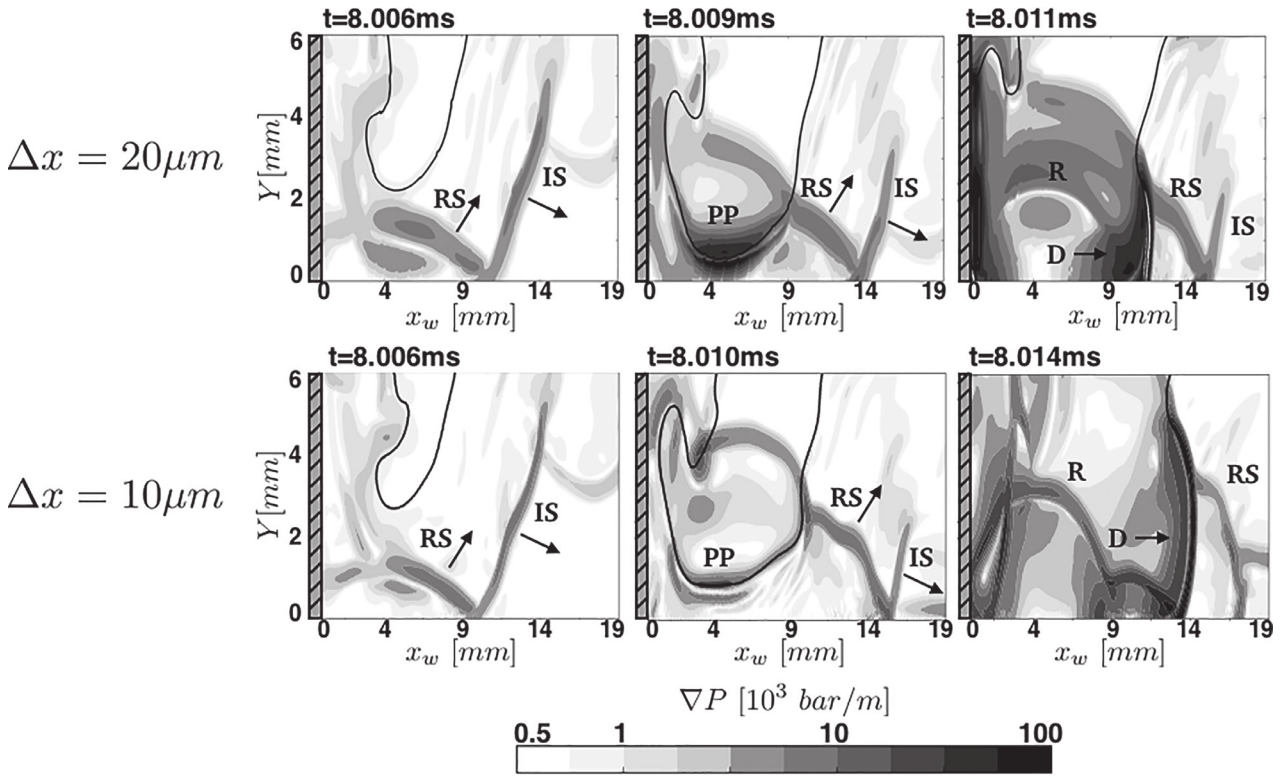 t=8.006ms t=8.009ms t=8.011ms
Δx = 20μm
Y[mm]
6
4
2
0
RS IS
PP RS IS
R D RS IS
0 4 9 14 19
0 4 9 14 19
0 4 9 14 19
x_w [mm] x_w [mm] x_w [mm]
t=8.006ms t=8.010ms t=8.014ms
Δx = 10μm
Y[mm]
6
4
2
0
RS IS
PP RS IS
R D RS
0 4 9 14 19
0 4 9 14 19
0 4 9 14 19
x_w [mm] x_w [mm] x_w [mm]
∇P [10³ bar/m]
0.5 1 10 100